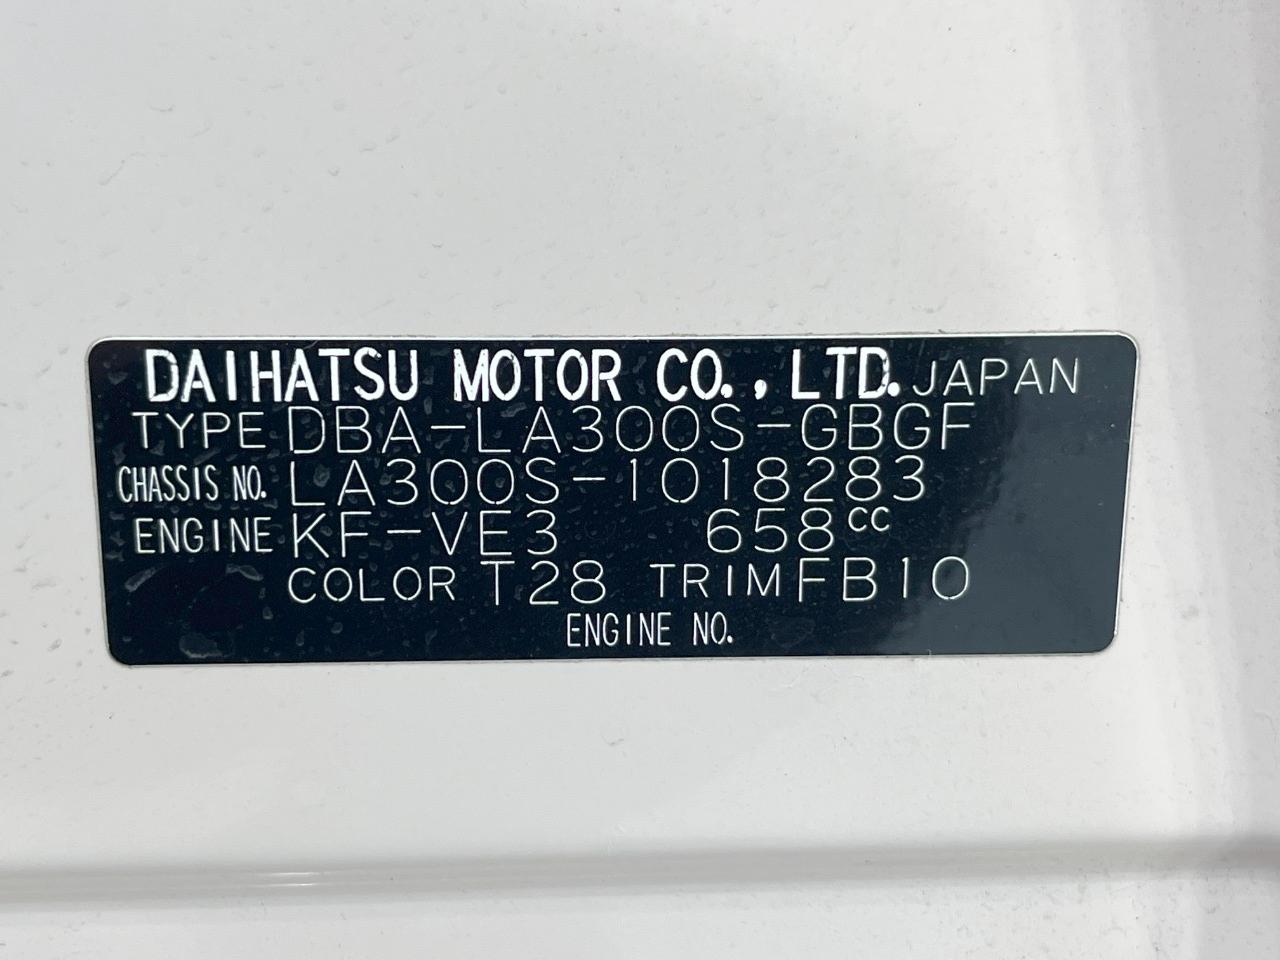 DAIHATSU MOTOR CO., LTD. JAPAN
TYPE DBA-LA300S-GBGF
CHASSIS NO. LA300S-1018283
ENGINE KF-VE3 658cc
COLOR T28 TRIM FB10
ENGINE NO.